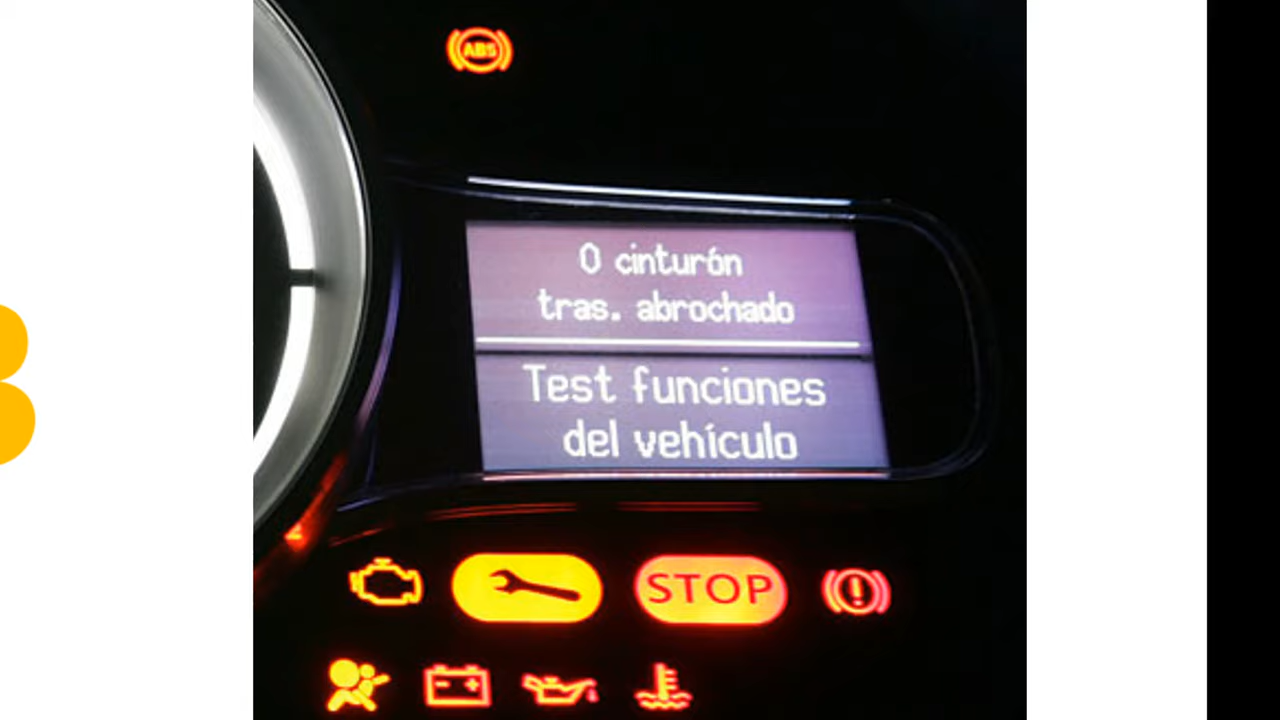 ABS
0 cinturón
tras. abrochado
Test funciones
del vehículo
STOP